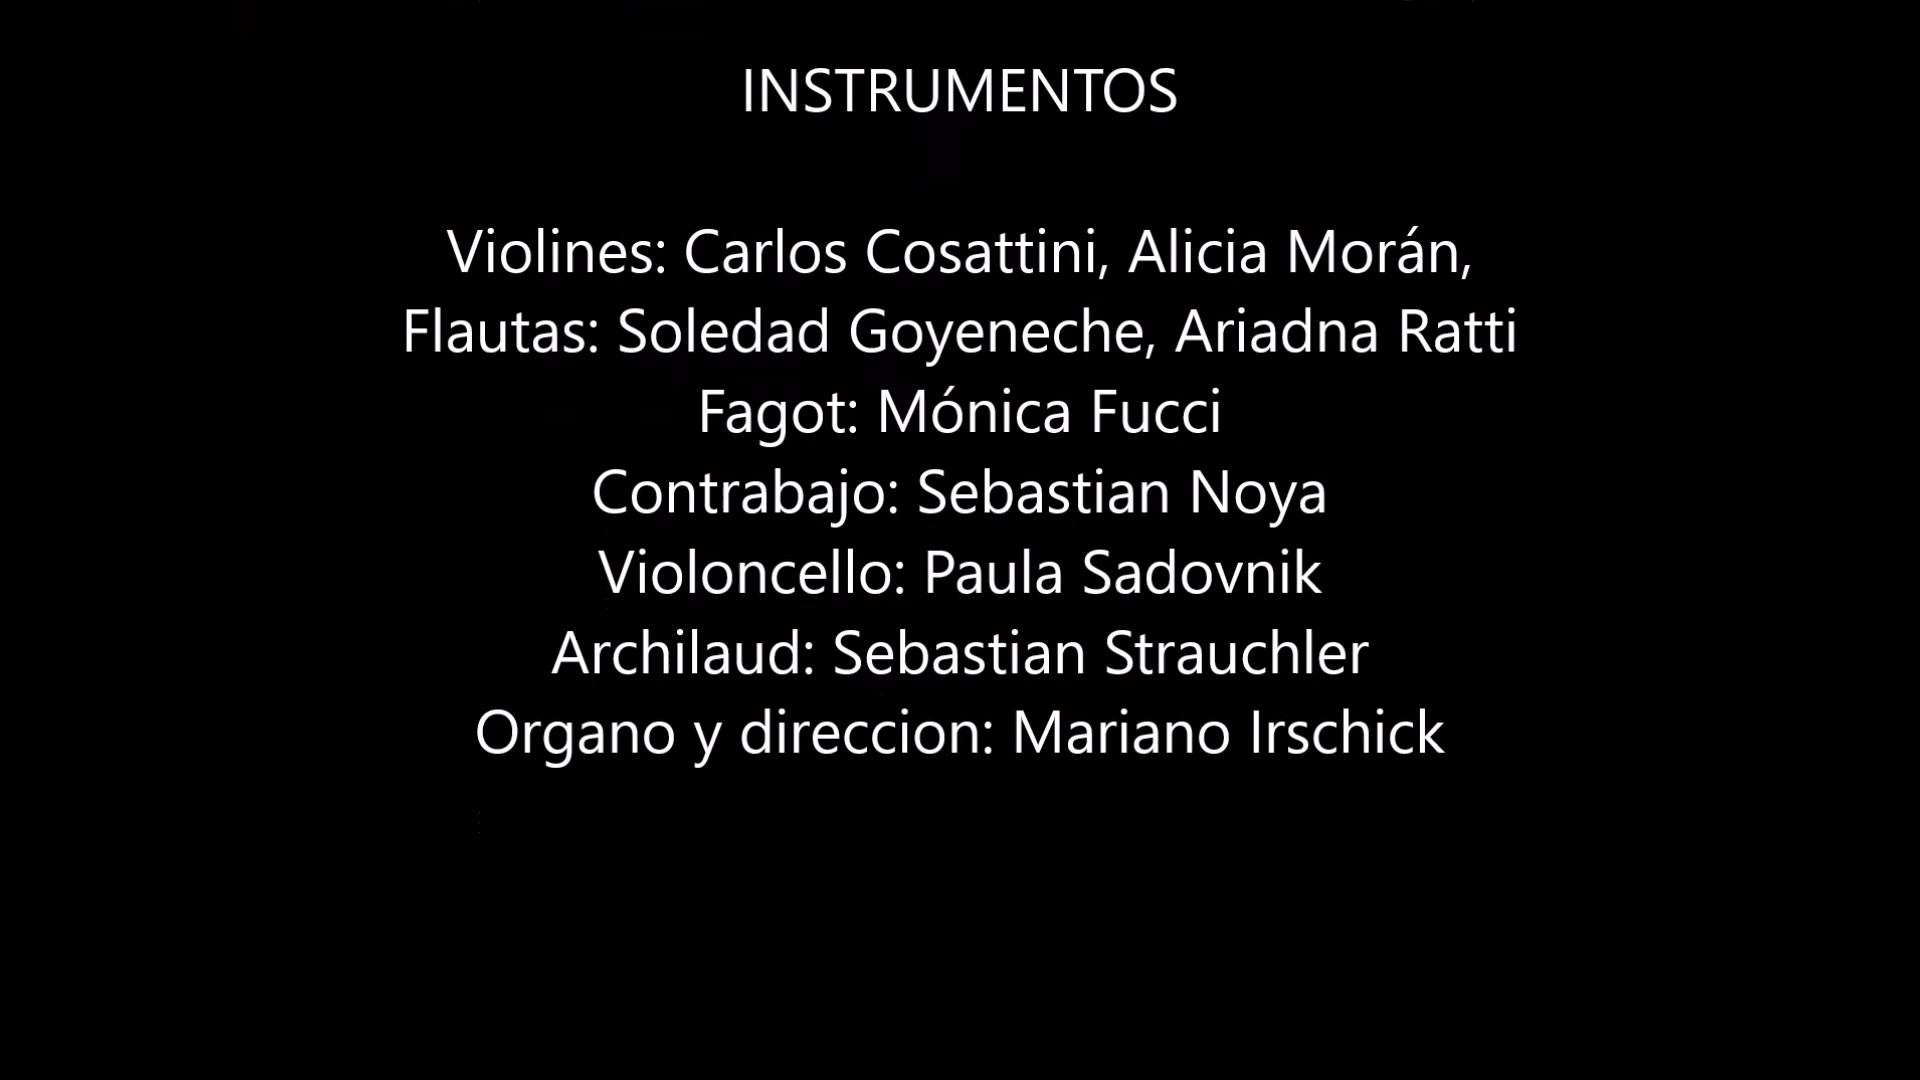 INSTRUMENTOS
Violines: Carlos Cosattini, Alicia Morán,
Flautas: Soledad Goyeneche, Ariadna Ratti
Fagot: Mónica Fucci
Contrabajo: Sebastian Noya
Violoncello: Paula Sadovnik
Archilaud: Sebastian Strauchler
Organo y direccion: Mariano Irschick